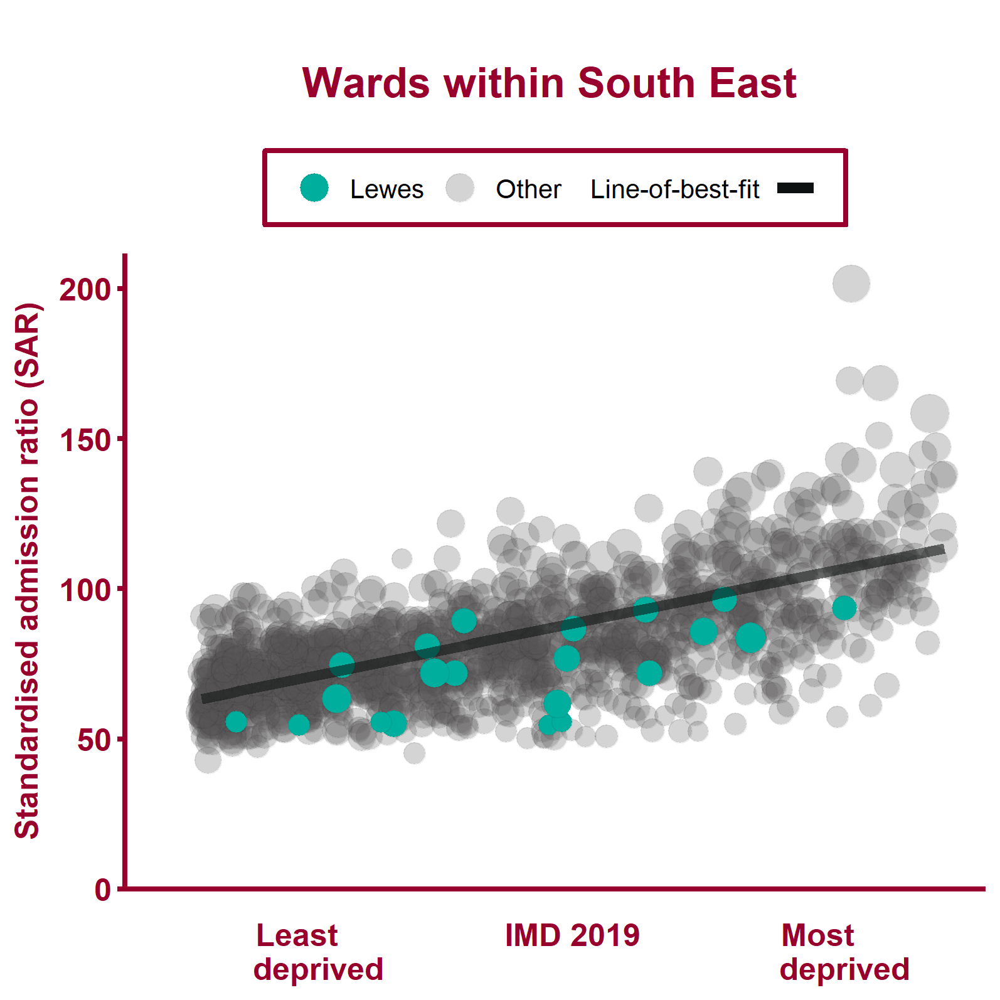 Wards within South East
Lewes Other Line-of-best-fit
Standardised admission ratio (SAR)
200
150
100
50
0
Least deprived
IMD 2019
Most deprived